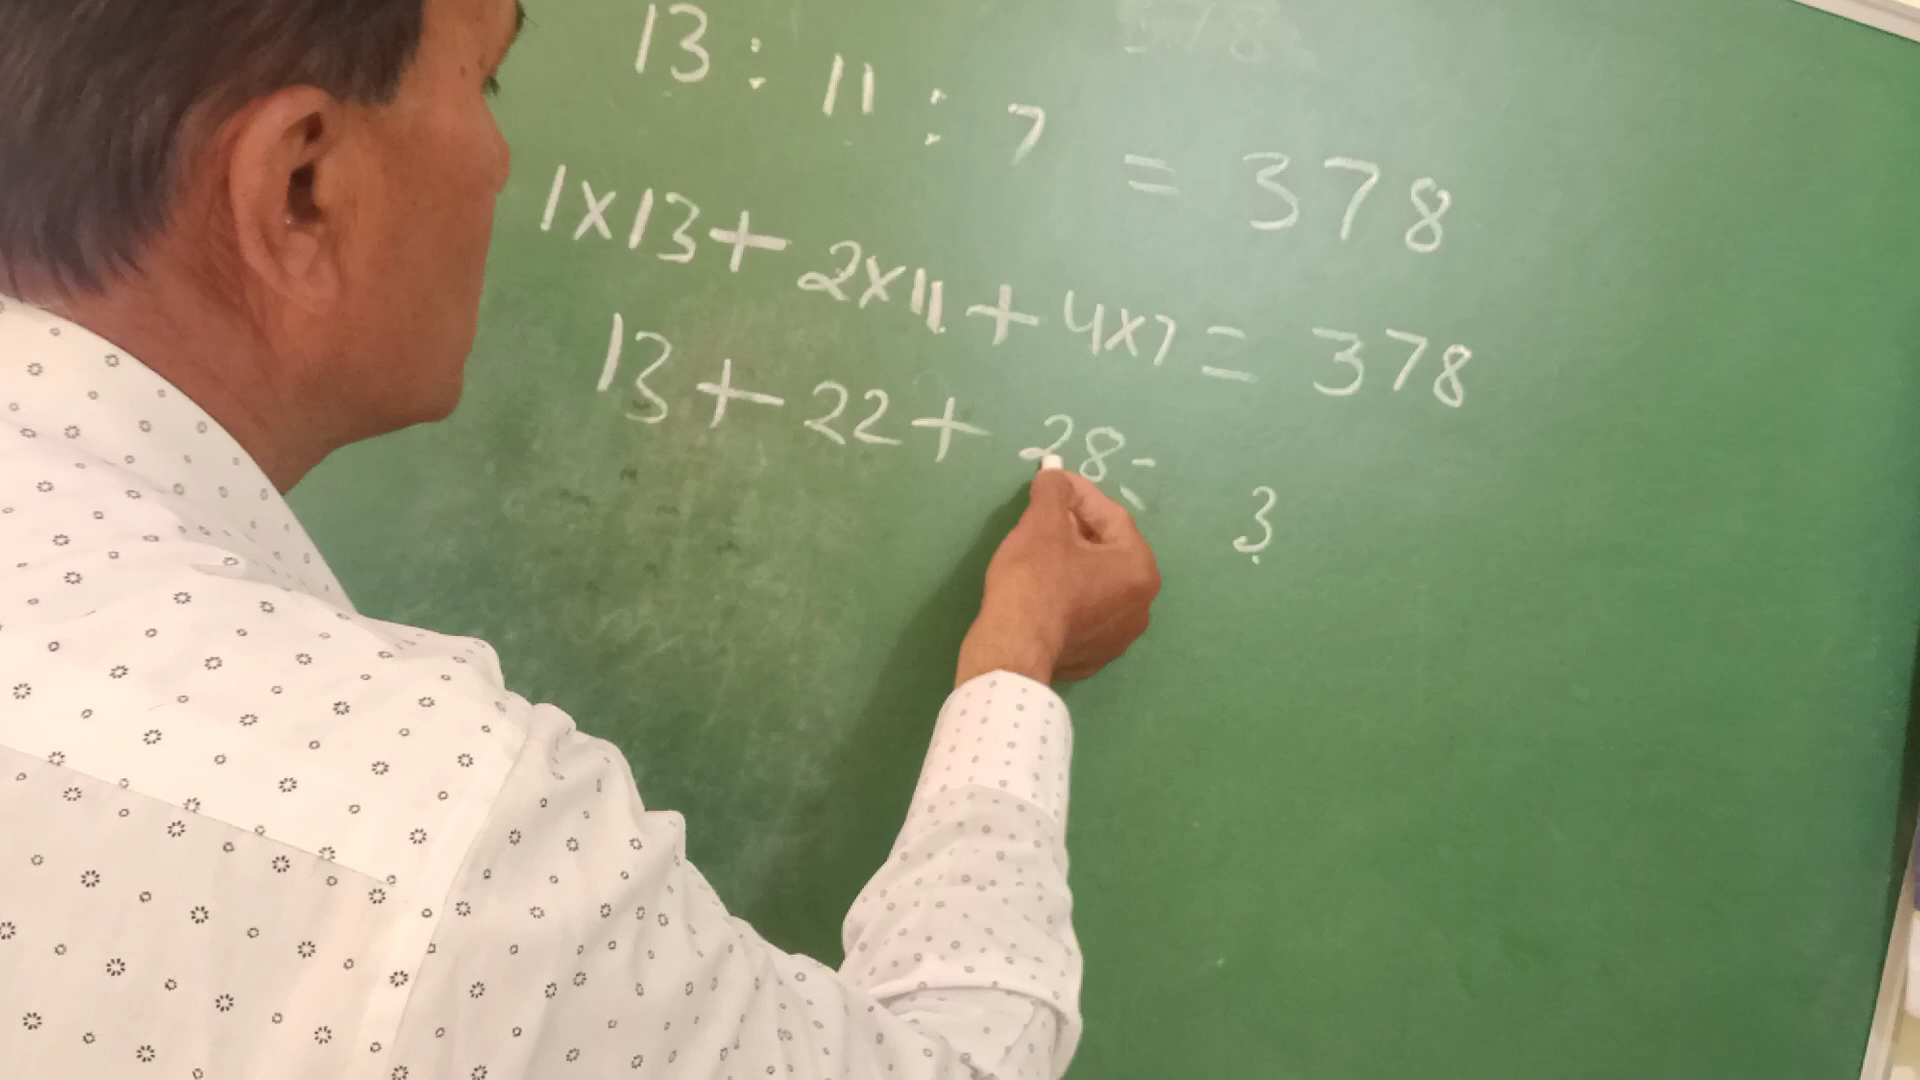 13 : 11 : 7 = 378
1x13 + 2x11 + 4x7 = 378
13 + 22 + 28 = 3